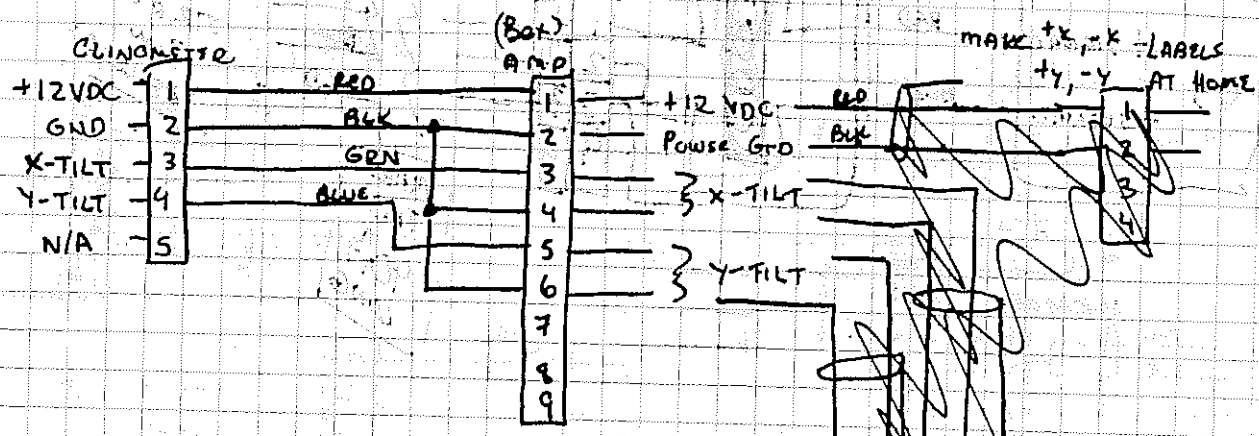 CLINOMETER
+12VDC
GND
X-TILT
Y-TILT
N/A
1
2
3
4
5
RED
BLK
GRN
BLUE
(Box)
AMP
1
2
3
4
5
6
7
8
9
+12 VDC
Power GND
X-TILT
Y-TILT
RED
BLK
MAKE +X, -X LABELS
+Y, -Y AT HOME
1
2
3
4